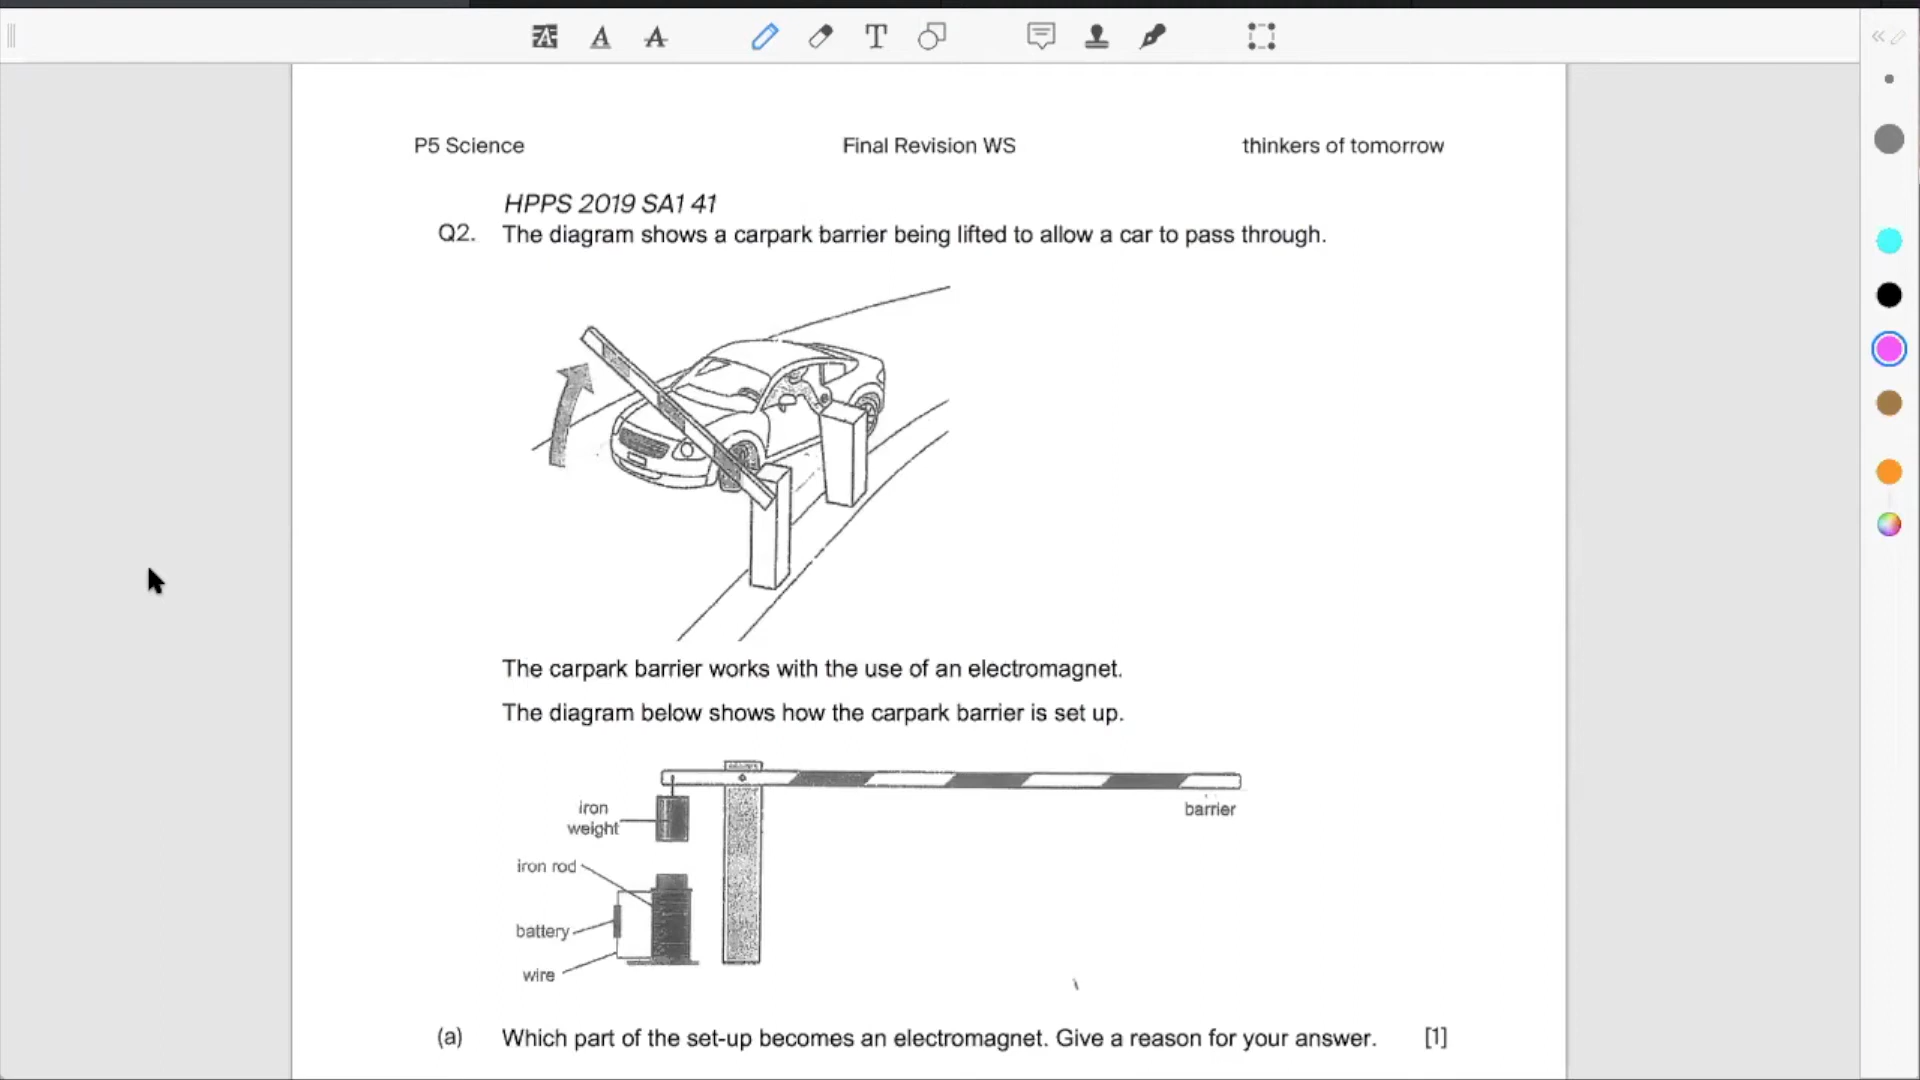 P5 Science Final Revision WS thinkers of tomorrow
HPPS 2019 SA1 41
Q2. The diagram shows a carpark barrier being lifted to allow a car to pass through.
The carpark barrier works with the use of an electromagnet.
The diagram below shows how the carpark barrier is set up.
barrier
iron
weight
iron rod
battery
wire
(a) Which part of the set-up becomes an electromagnet. Give a reason for your answer. [1]